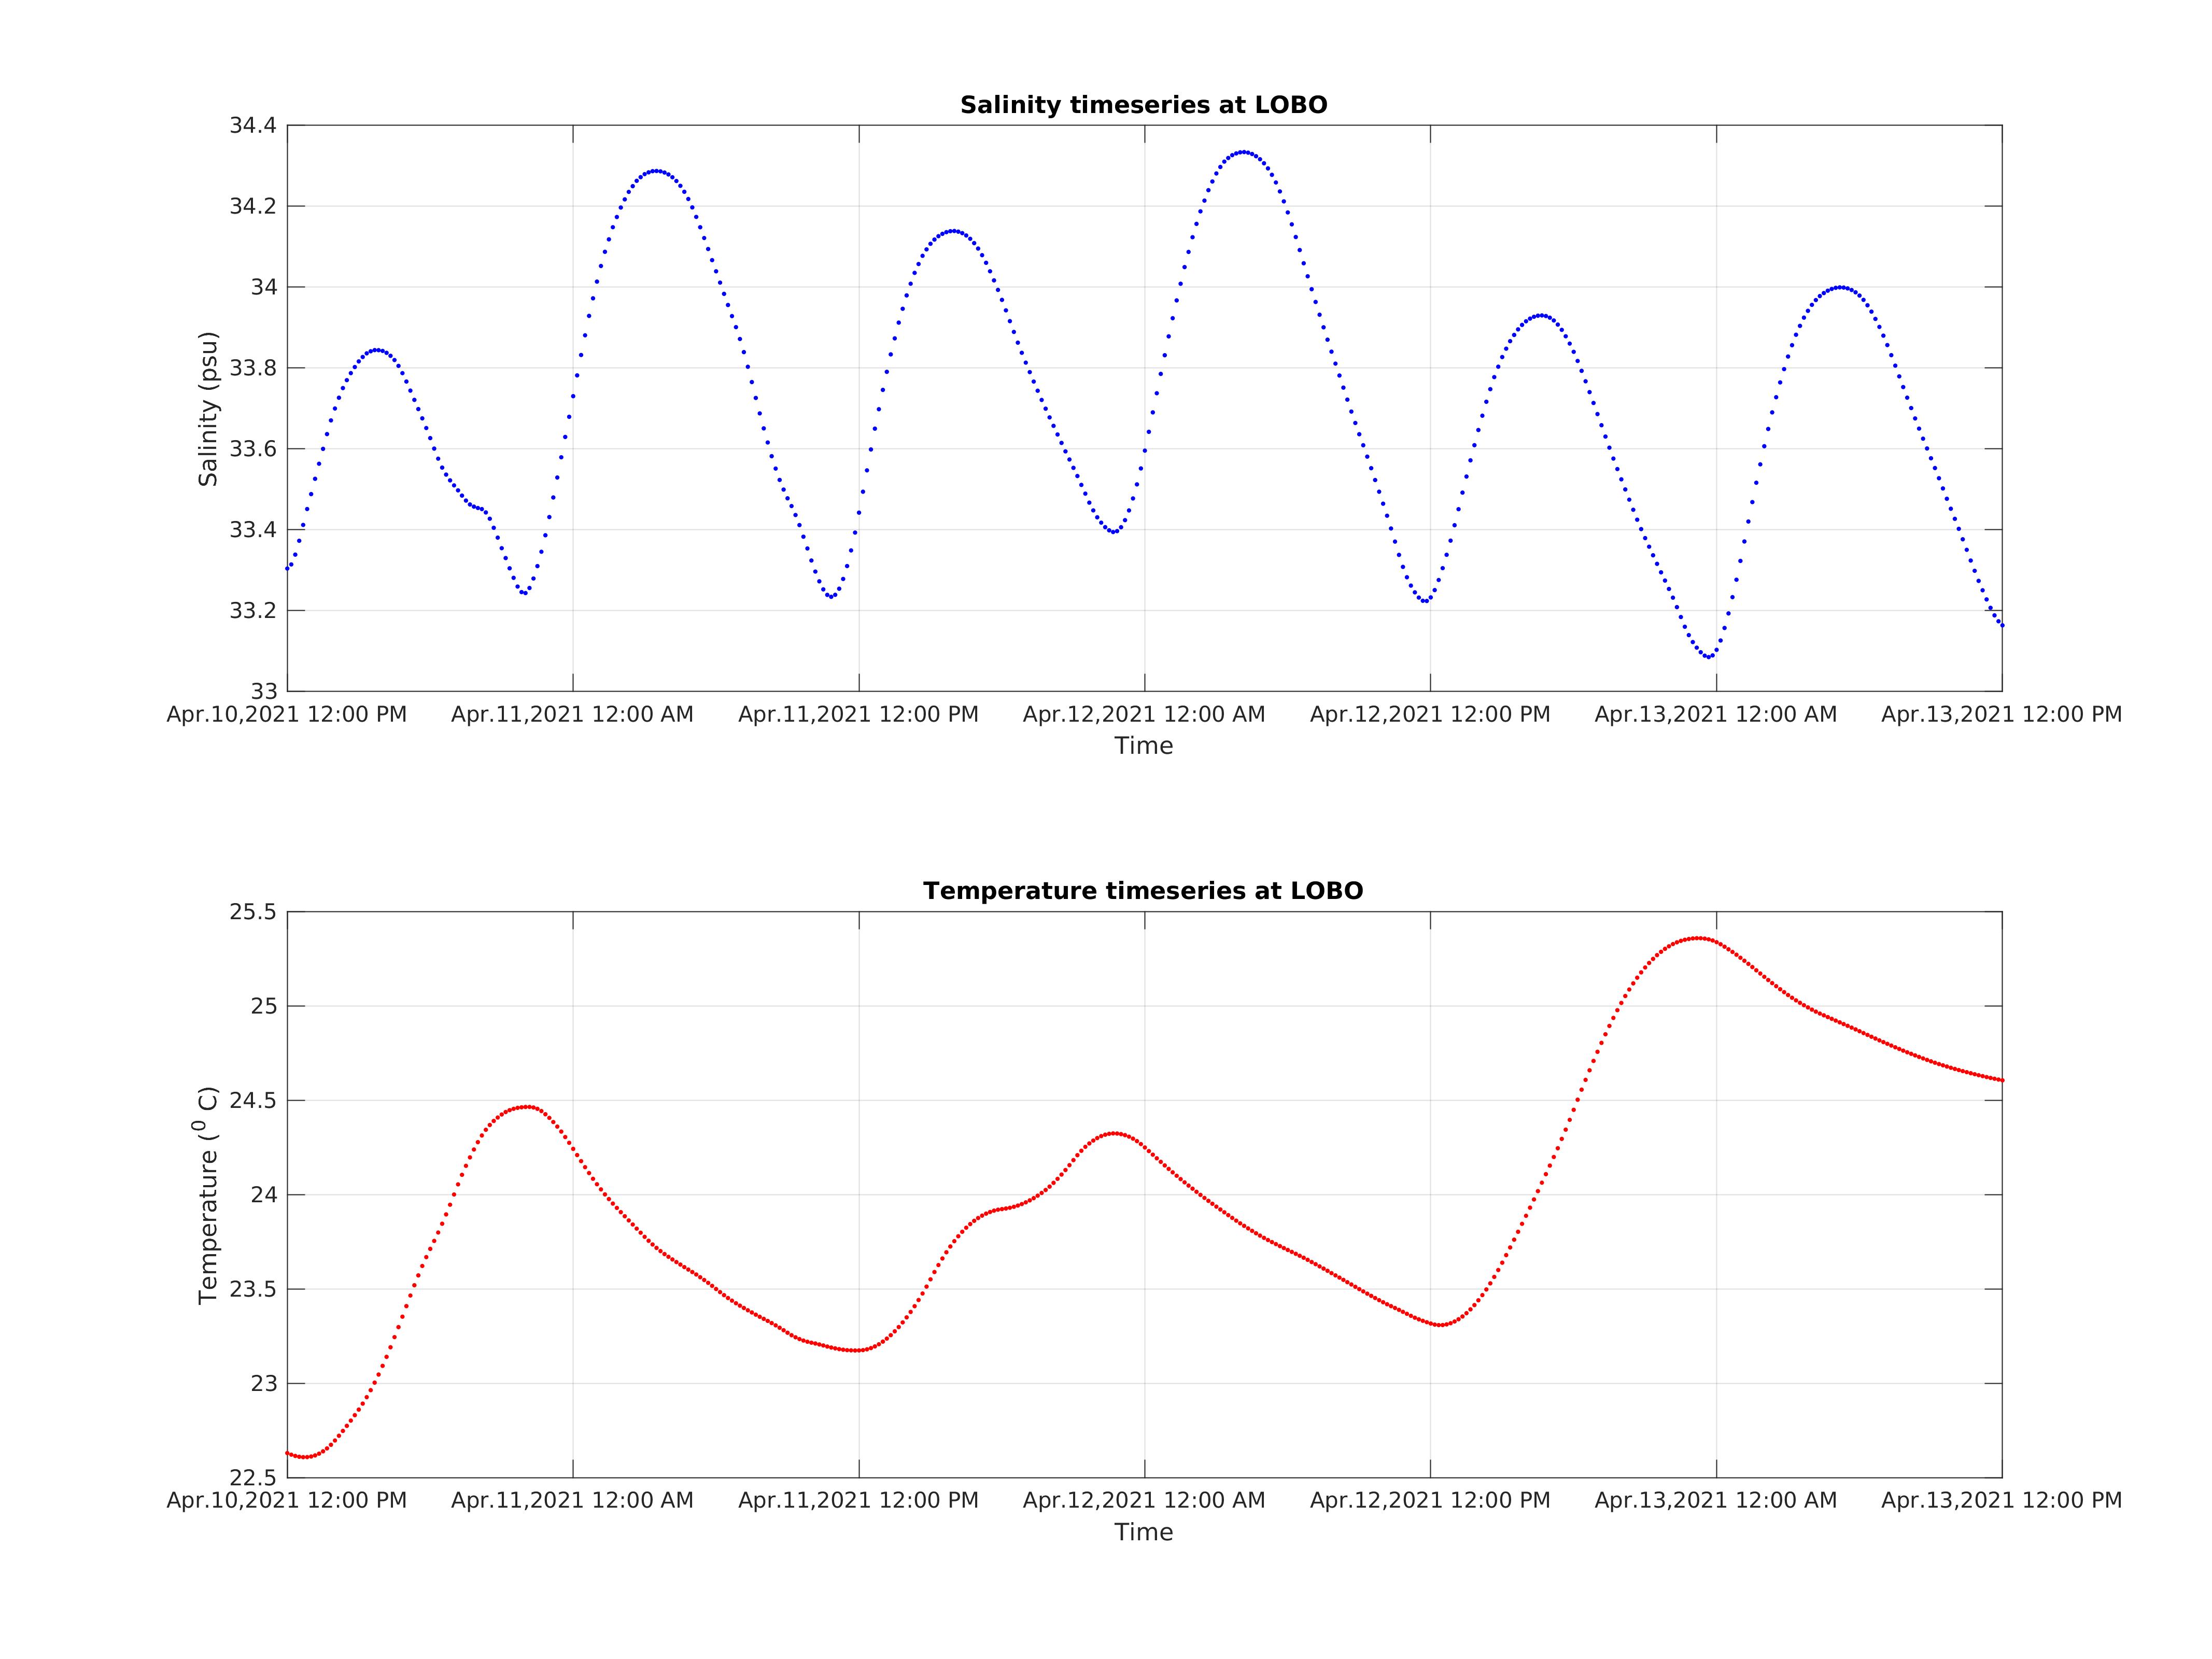 Salinity timeseries at LOBO
34.4
34.2
34
33.8
33.6
33.4
33.2
33
Salinity (psu)
Apr.10,2021 12:00 PM Apr.11,2021 12:00 AM Apr.11,2021 12:00 PM Apr.12,2021 12:00 AM Apr.12,2021 12:00 PM Apr.13,2021 12:00 AM Apr.13,2021 12:00 PM
Time
Temperature timeseries at LOBO
25.5
25
24.5
24
23.5
23
22.5
Temperature (⁰ C)
Apr.10,2021 12:00 PM Apr.11,2021 12:00 AM Apr.11,2021 12:00 PM Apr.12,2021 12:00 AM Apr.12,2021 12:00 PM Apr.13,2021 12:00 AM Apr.13,2021 12:00 PM
Time